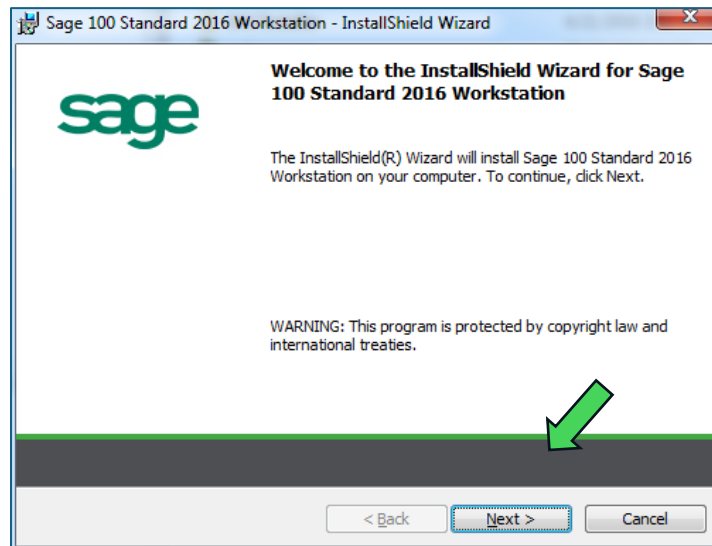 Sage 100 Standard 2016 Workstation - InstallShield Wizard
Welcome to the InstallShield Wizard for Sage
100 Standard 2016 Workstation
sage
The InstallShield(R) Wizard will install Sage 100 Standard 2016
Workstation on your computer. To continue, click Next.
WARNING: This program is protected by copyright law and
international treaties.
< Back Next > Cancel